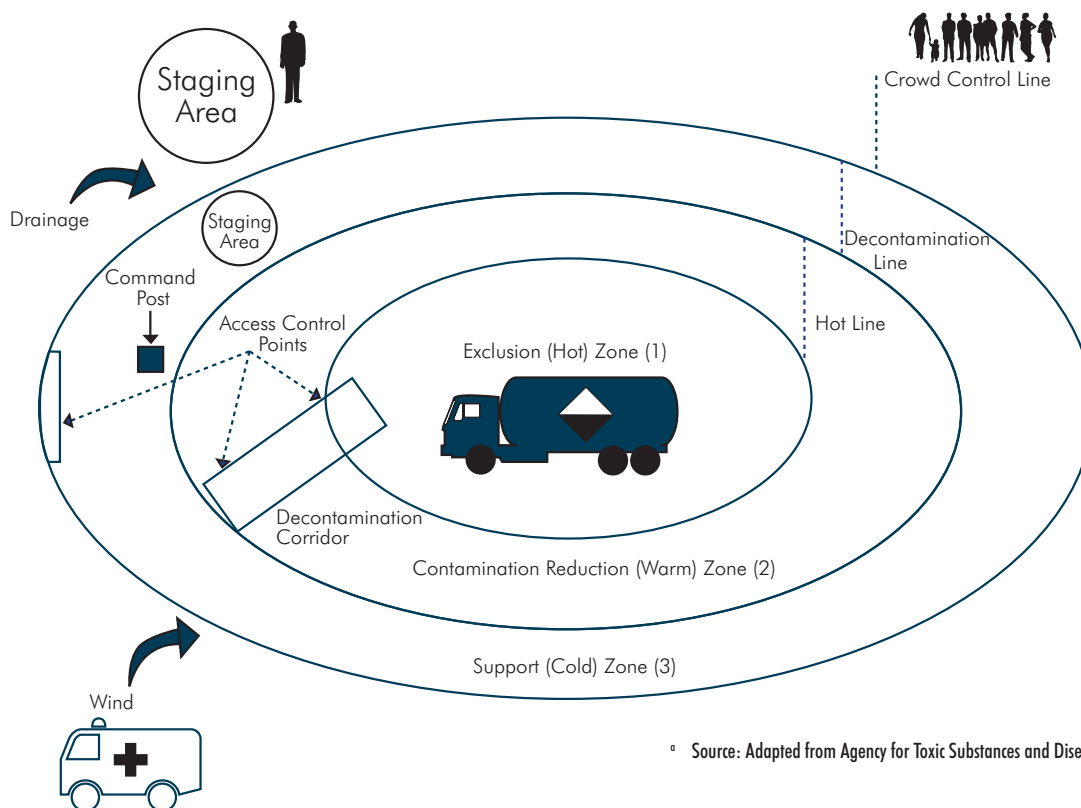 Staging
Area
Crowd Control Line
Drainage
Staging
Area
Decontamination
Line
Command
Post
Access Control
Points
Hot Line
Exclusion (Hot) Zone (1)
Decontamination
Corridor
Contamination Reduction (Warm) Zone (2)
Support (Cold) Zone (3)
Wind
a Source: Adapted from Agency for Toxic Substances and Dise